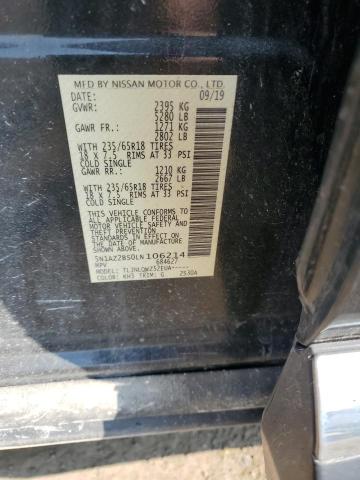 MFD BY NISSAN MOTOR CO., LTD.
DATE: 09/19
GVWR: 2395 KG
5280 LB
GAWR FR.: 1271 KG
2802 LB
WITH 235/65R18 TIRES
18 X 7.5 RIMS AT 33 PSI
COLD SINGLE
GAWR RR.: 1210 KG
2667 LB
WITH 235/65R18 TIRES
18 X 7.5 RIMS AT 33 PSI
COLD SINGLE
THIS VEHICLE CONFORMS TO ALL
APPLICABLE FEDERAL MOTOR
VEHICLE SAFETY, BUMPER AND
THEFT PREVENTION
STANDARDS IN EFFECT ON THE
DATE OF MANUFACTURE
SHOWN ABOVE.
5N1AZ2BS0LN106214
MPV 684627
MODEL:
COLOR: KH3 TRIM: G